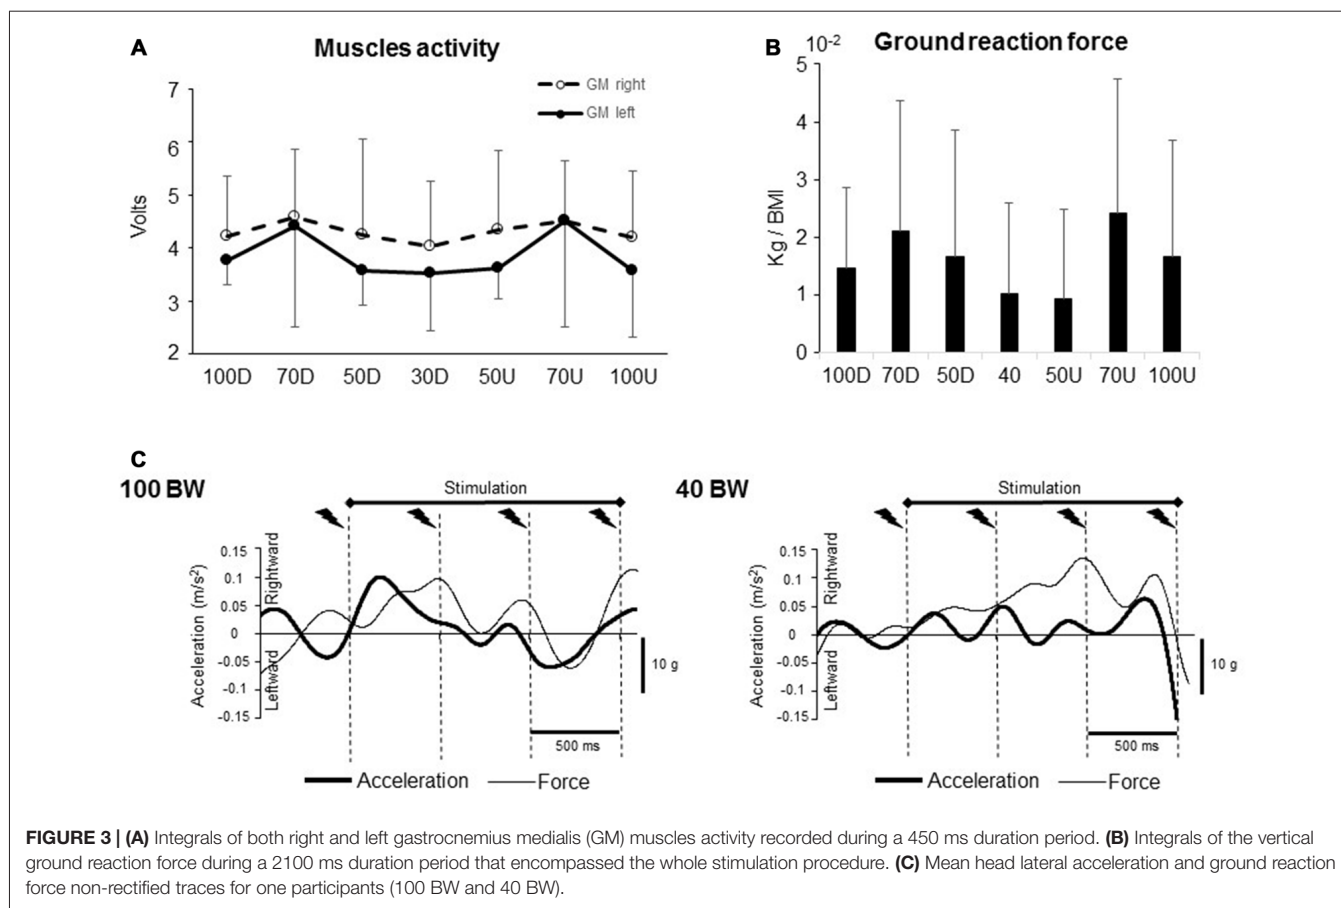 A
Muscles activity
GM right
GM left
7
6
5
4
3
2
Volts
100D 70D 50D 30D 50U 70U 100U
B
10-2
Ground reaction force
5
4
3
2
1
0
Kg / BMI
100D 70D 50D 40 50U 70U 100U
C
100 BW
Stimulation
0.15
0.1
0.05
0
-0.05
-0.1
-0.15
Acceleration (m/s2)
Rightward
Leftward
10 g
500 ms
Acceleration Force
40 BW
Stimulation
0.15
0.1
0.05
0
-0.05
-0.1
-0.15
Acceleration (m/s2)
Rightward
Leftward
10 g
500 ms
Acceleration Force
FIGURE 3 | (A) Integrals of both right and left gastrocnemius medialis (GM) muscles activity recorded during a 450 ms duration period. (B) Integrals of the vertical
ground reaction force during a 2100 ms duration period that encompassed the whole stimulation procedure. (C) Mean head lateral acceleration and ground reaction
force non-rectified traces for one participants (100 BW and 40 BW).